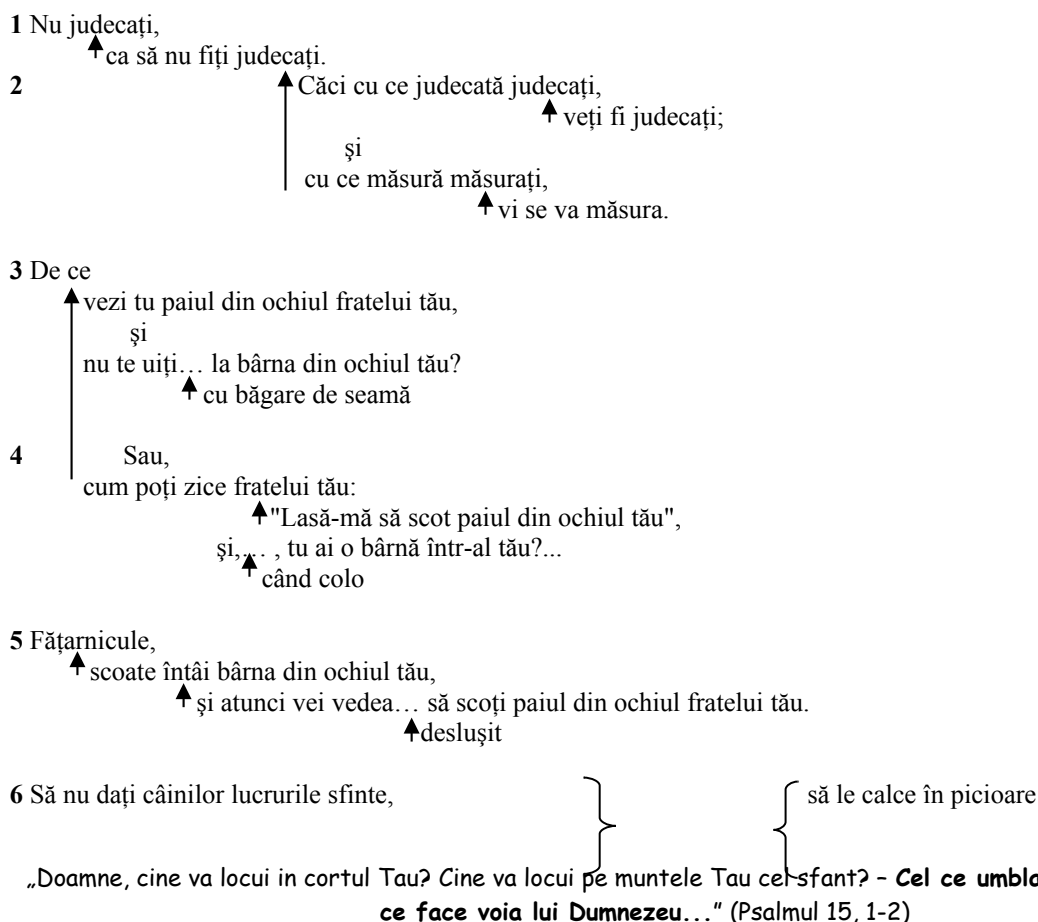 1 Nu judecați,
ca să nu fiți judecați.
2 Căci cu ce judecată judecați,
veți fi judecați;
şi
cu ce măsură măsurați,
vi se va măsura.
3 De ce
vezi tu paiul din ochiul fratelui tău,
şi
nu te uiți… la bârna din ochiul tău?
cu băgare de seamă
4 Sau,
cum poți zice fratelui tău:
"Lasă-mă să scot paiul din ochiul tău",
şi,… , tu ai o bârnă într-al tău?...
când colo
5 Fățarnicule,
scoate întâi bârna din ochiul tău,
şi atunci vei vedea… să scoți paiul din ochiul fratelui tău.
desluşit
6 Să nu dați câinilor lucrurile sfinte, să le calce în picioare
„Doamne, cine va locui in cortul Tau? Cine va locui pe muntele Tau cel sfant? – Cel ce umbla
ce face voia lui Dumnezeu..." (Psalmul 15, 1-2)